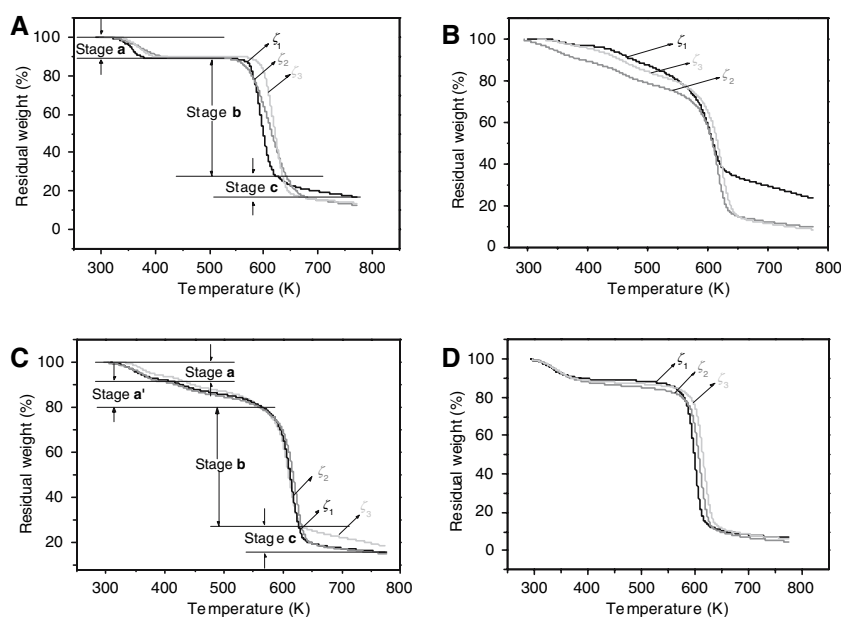 A
100
80
60
40
20
0
Residual weight (%)
300 400 500 600 700 800
Temperature (K)
Stage a
Stage b
Stage c
ζ1
ζ2
ζ3
B
100
80
60
40
20
0
Residual weight (%)
300 400 500 600 700 800
Temperature (K)
ζ1
ζ3
ζ2
C
100
80
60
40
20
Residual weight (%)
300 400 500 600 700 800
Temperature (K)
Stage a
Stage a'
Stage b
Stage c
ζ2
ζ1
ζ3
D
100
80
60
40
20
0
Residual weight (%)
300 400 500 600 700 800
Temperature (K)
ζ1
ζ2
ζ3